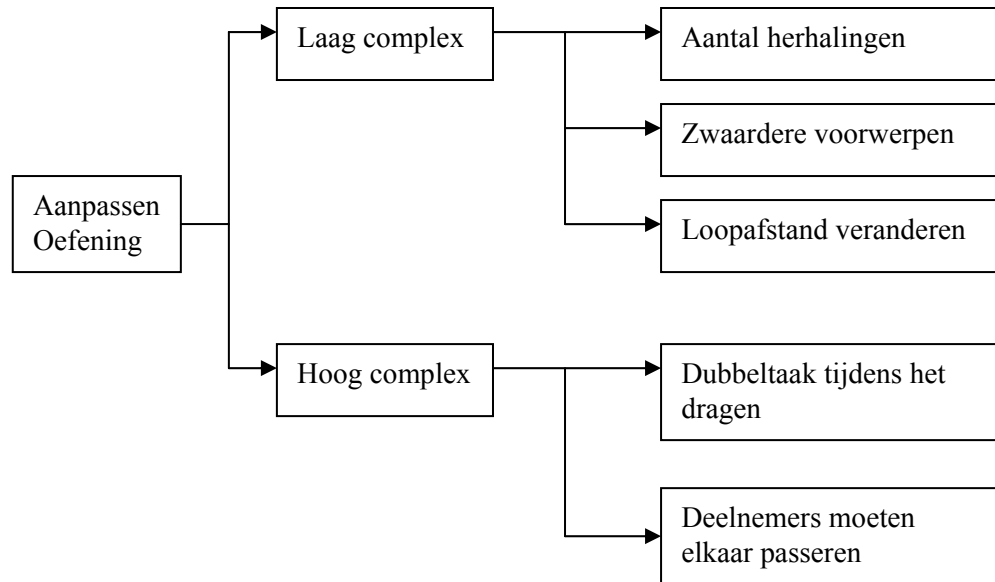 Laag complex
Aantal herhalingen
Zwaardere voorwerpen
Aanpassen
Oefening
Loopafstand veranderen
Hoog complex
Dubbeltaak tijdens het
dragen
Deelnemers moeten
elkaar passeren